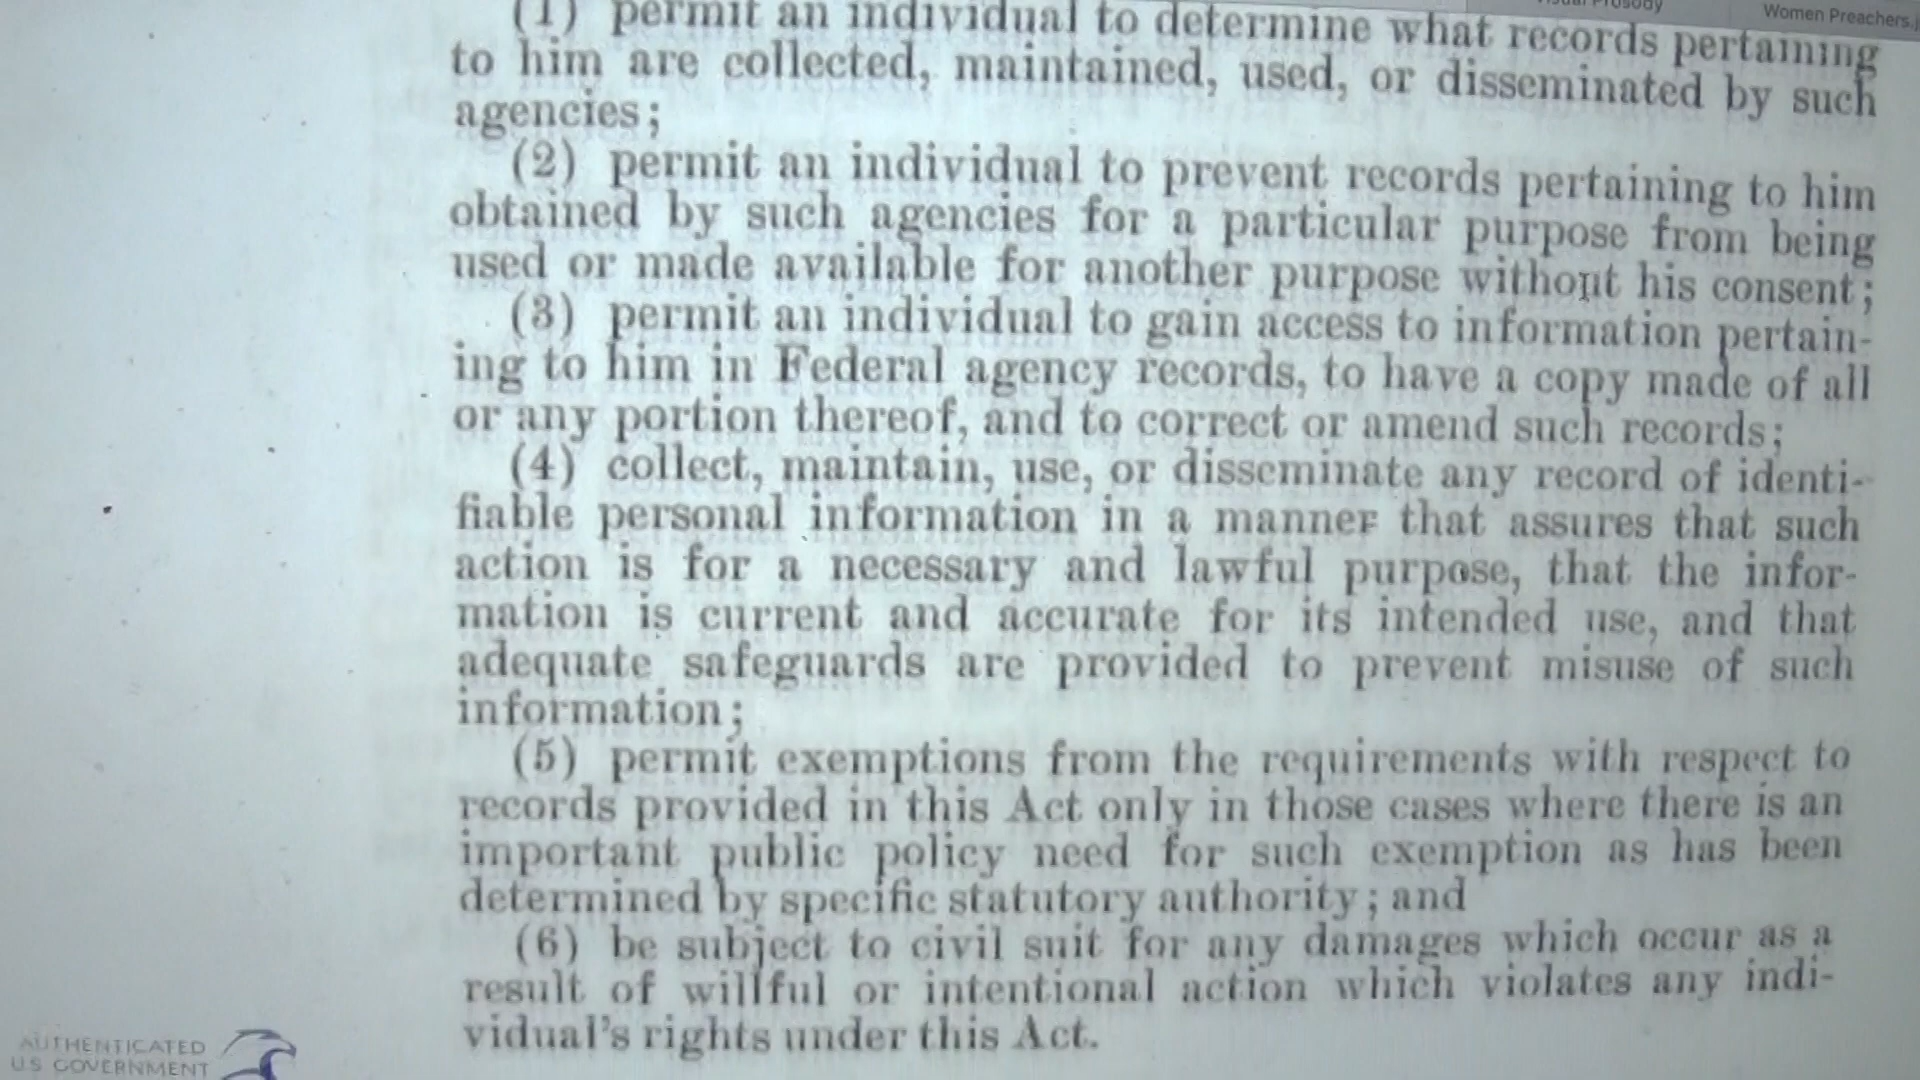 Visual Prosody
Women Preachers.j
(1) permit an individual to determine what records pertaining
to him are collected, maintained, used, or disseminated by such
agencies;
(2) permit an individual to prevent records pertaining to him
obtained by such agencies for a particular purpose from being
used or made available for another purpose without his consent;
(3) permit an individual to gain access to information pertain-
ing to him in Federal agency records, to have a copy made of all
or any portion thereof, and to correct or amend such records;
(4) collect, maintain, use, or disseminate any record of identi-
fiable personal information in a manner that assures that such
action is for a necessary and lawful purpose, that the infor-
mation is current and accurate for its intended use, and that
adequate safeguards are provided to prevent misuse of such
information;
(5) permit exemptions from the requirements with respect to
records provided in this Act only in those cases where there is an
important public policy need for such exemption as has been
determined by specific statutory authority; and
(6) be subject to civil suit for any damages which occur as a
result of willful or intentional action which violates any indi-
vidual's rights under this Act.
AUTHENTICATED
U.S. GOVERNMENT